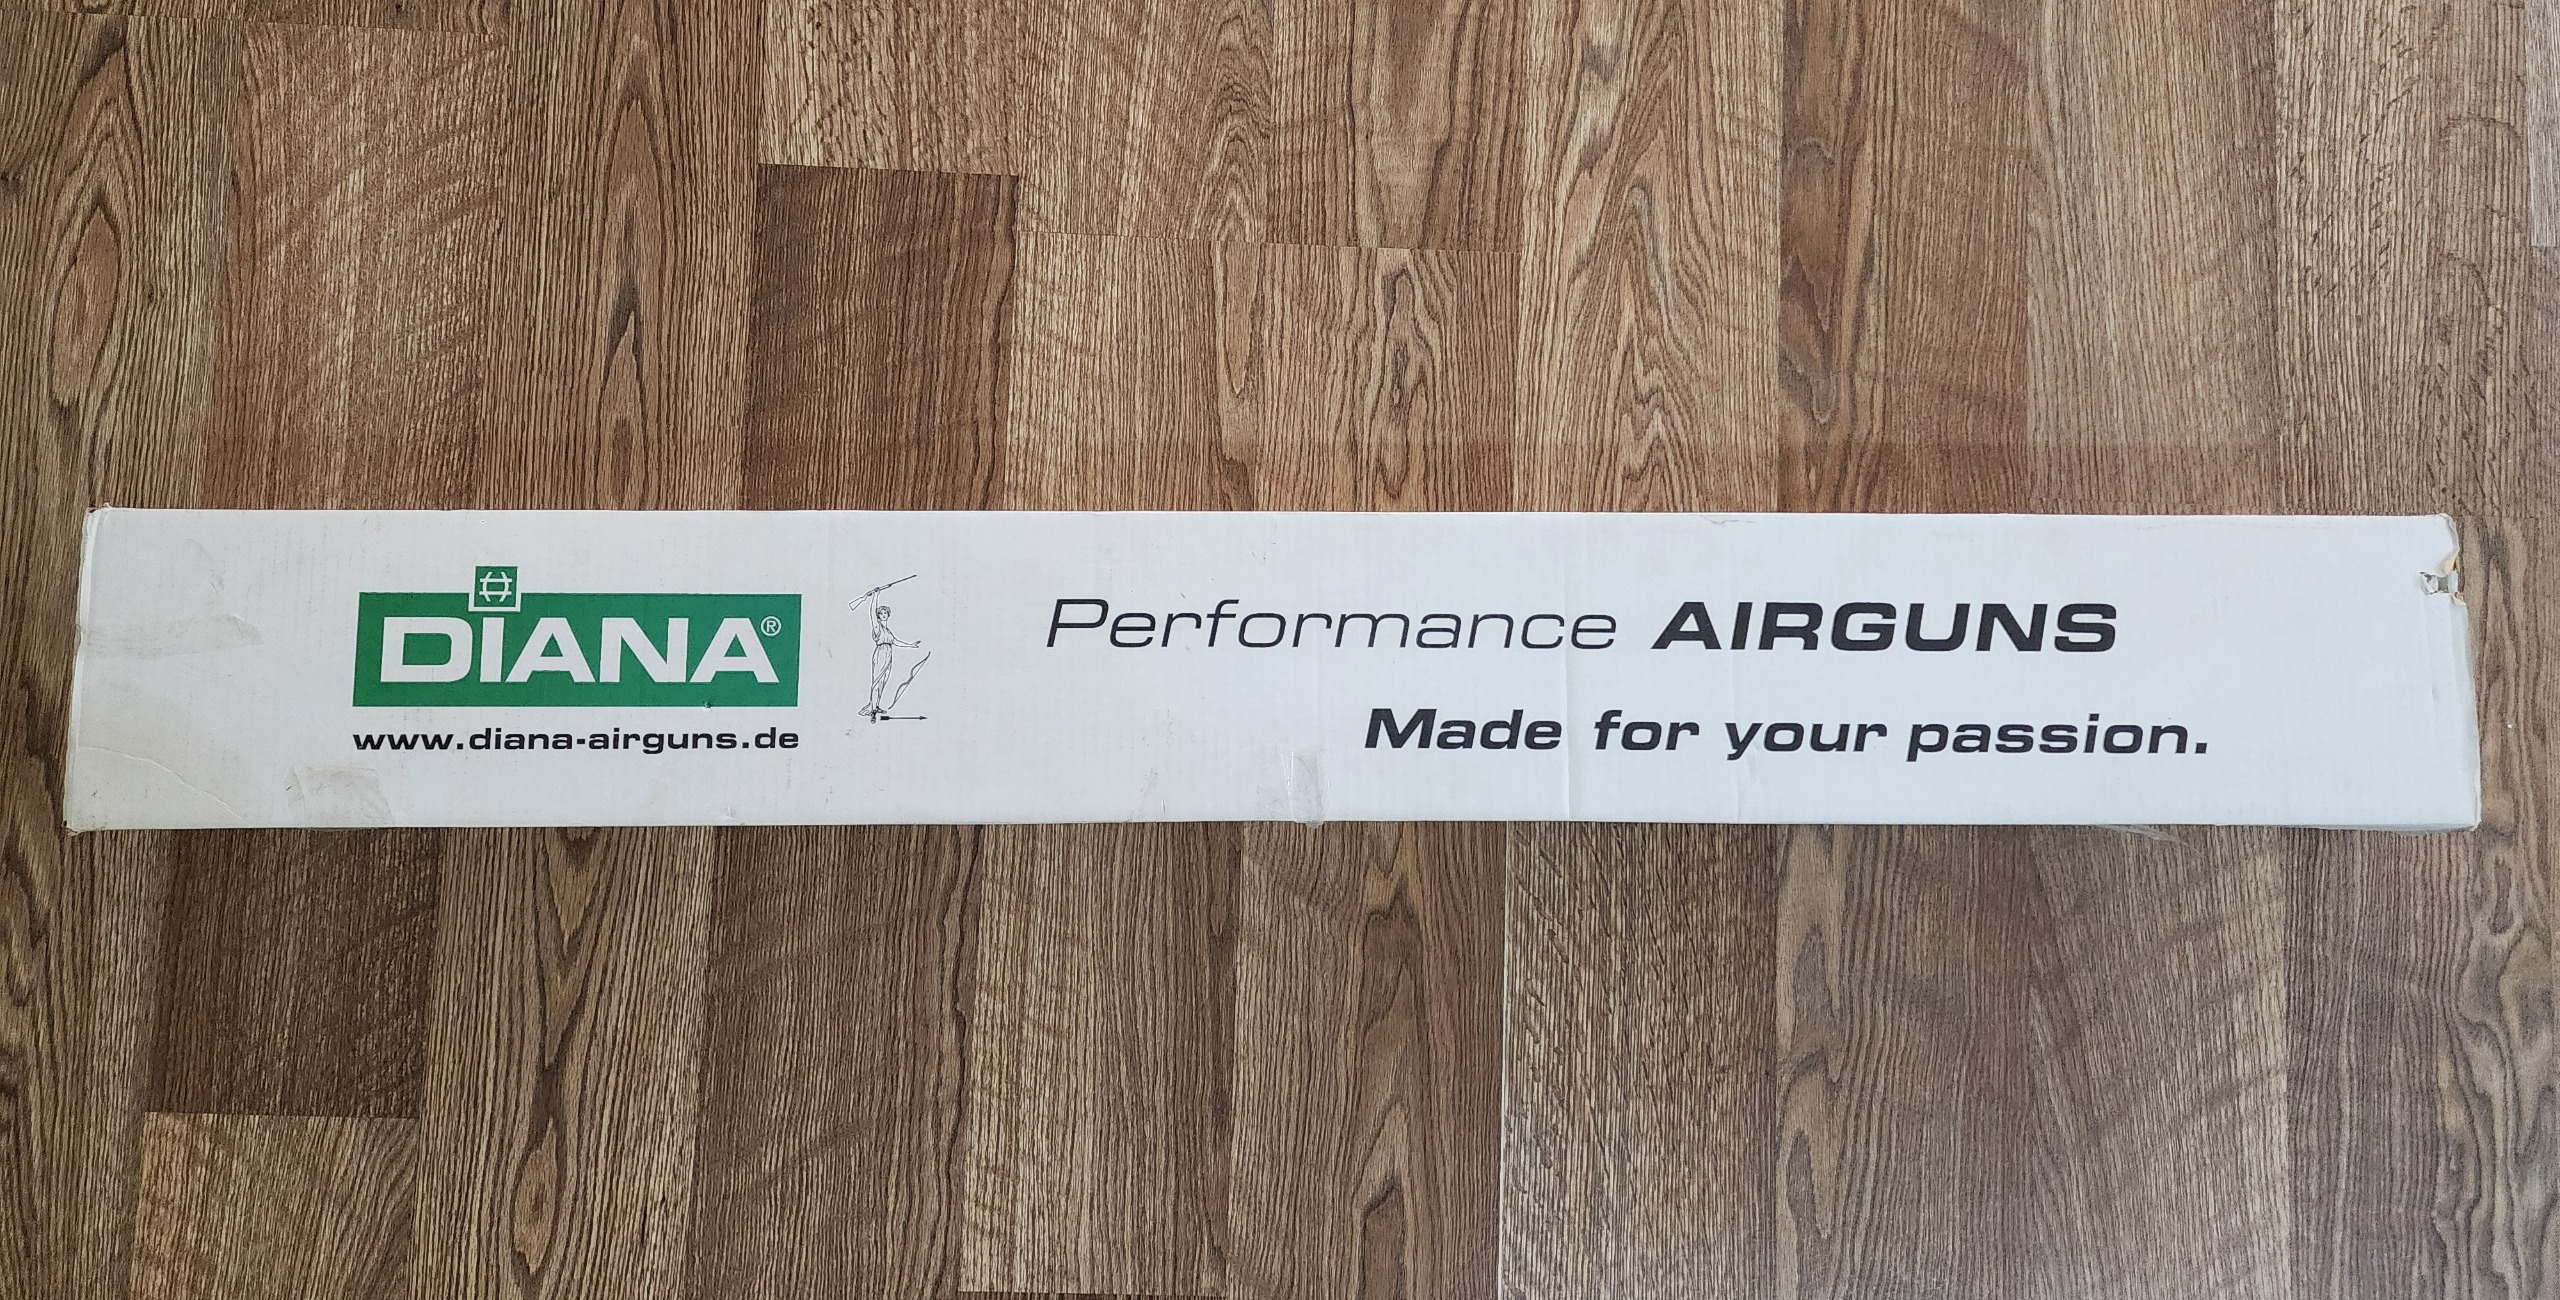 DIANA®
www.diana-airguns.de
Performance AIRGUNS
Made for your passion.